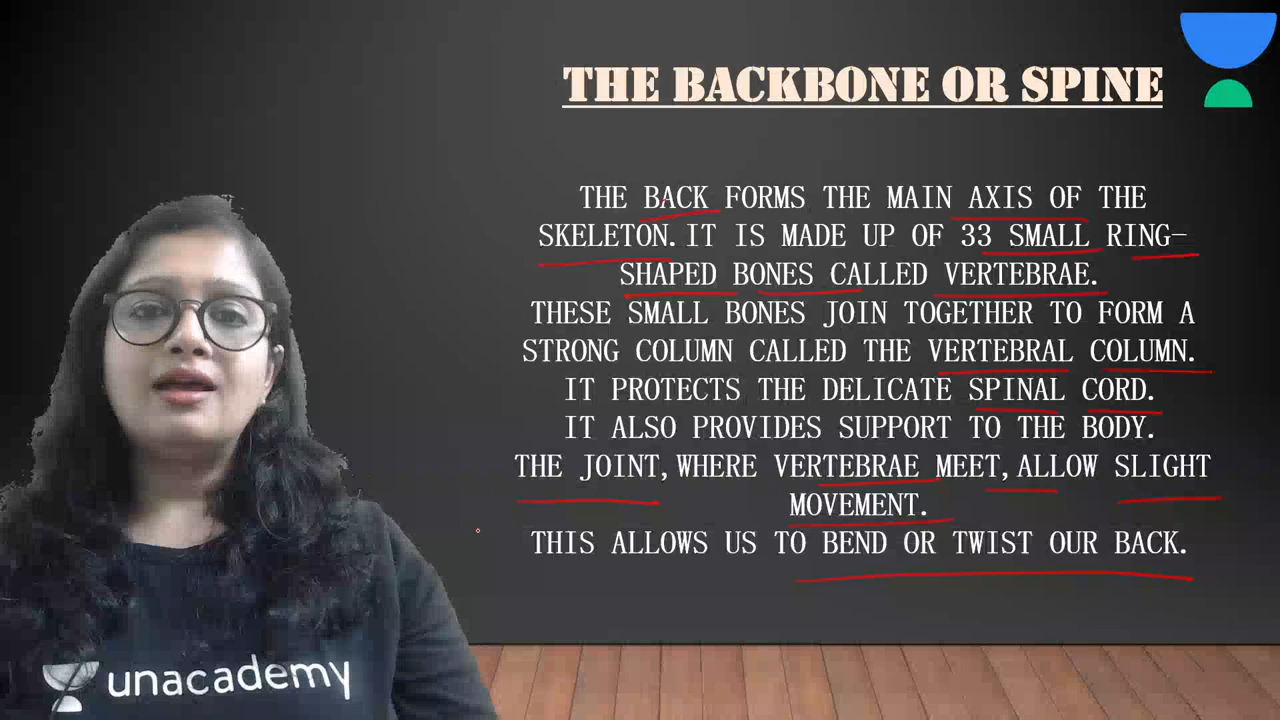 THE BACKBONE OR SPINE
THE BACK FORMS THE MAIN AXIS OF THE
SKELETON.IT IS MADE UP OF 33 SMALL RING-
SHAPED BONES CALLED VERTEBRAE.
THESE SMALL BONES JOIN TOGETHER TO FORM A
STRONG COLUMN CALLED THE VERTEBRAL COLUMN.
IT PROTECTS THE DELICATE SPINAL CORD.
IT ALSO PROVIDES SUPPORT TO THE BODY.
THE JOINT,WHERE VERTEBRAE MEET,ALLOW SLIGHT
MOVEMENT.
THIS ALLOWS US TO BEND OR TWIST OUR BACK.
unacademy